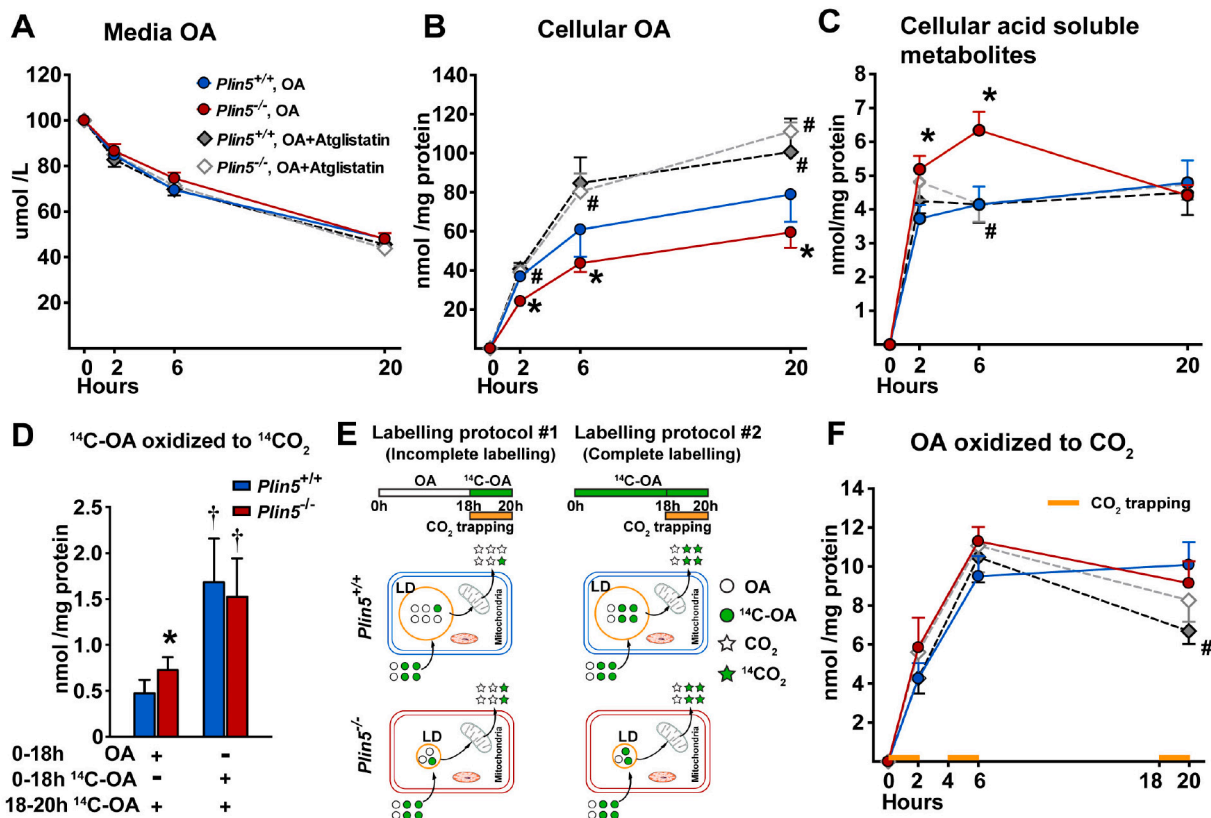 A
Media OA
umol /L
120
100
80
60
40
20
0
2
6
20
Hours
Plin5+/+, OA
Plin5-/-, OA
Plin5+/+, OA+Atglistatin
Plin5-/-, OA+Atglistatin
B
Cellular OA
nmol /mg protein
140
120
100
80
60
40
20
#
#
#
#
*
*
*
0
2
6
20
Hours
C
Cellular acid soluble
metabolites
nmol/mg protein
8
7
6
5
4
3
2
1
*
*
#
0
2
6
20
Hours
D
14C-OA oxidized to 14CO2
Plin5+/+
Plin5-/-
nmol /mg protein
2.5
2.0
1.5
1.0
0.5
0
*
†
†
0-18h OA + -
0-18h 14C-OA - +
18-20h 14C-OA + +
E
Labelling protocol #1
(Incomplete labelling)
OA
14C-OA
0h
18h
20h
CO2 trapping
Labelling protocol #2
(Complete labelling)
14C-OA
0h
18h
20h
CO2 trapping
Plin5+/+
LD
Mitochondria
LD
Mitochondria
Plin5-/-
LD
Mitochondria
LD
Mitochondria
OA
14C-OA
CO2
14CO2
F
OA oxidized to CO2
CO2 trapping
nmol /mg protein
14
12
10
8
6
4
2
#
0
2
4
6
18
20
Hours